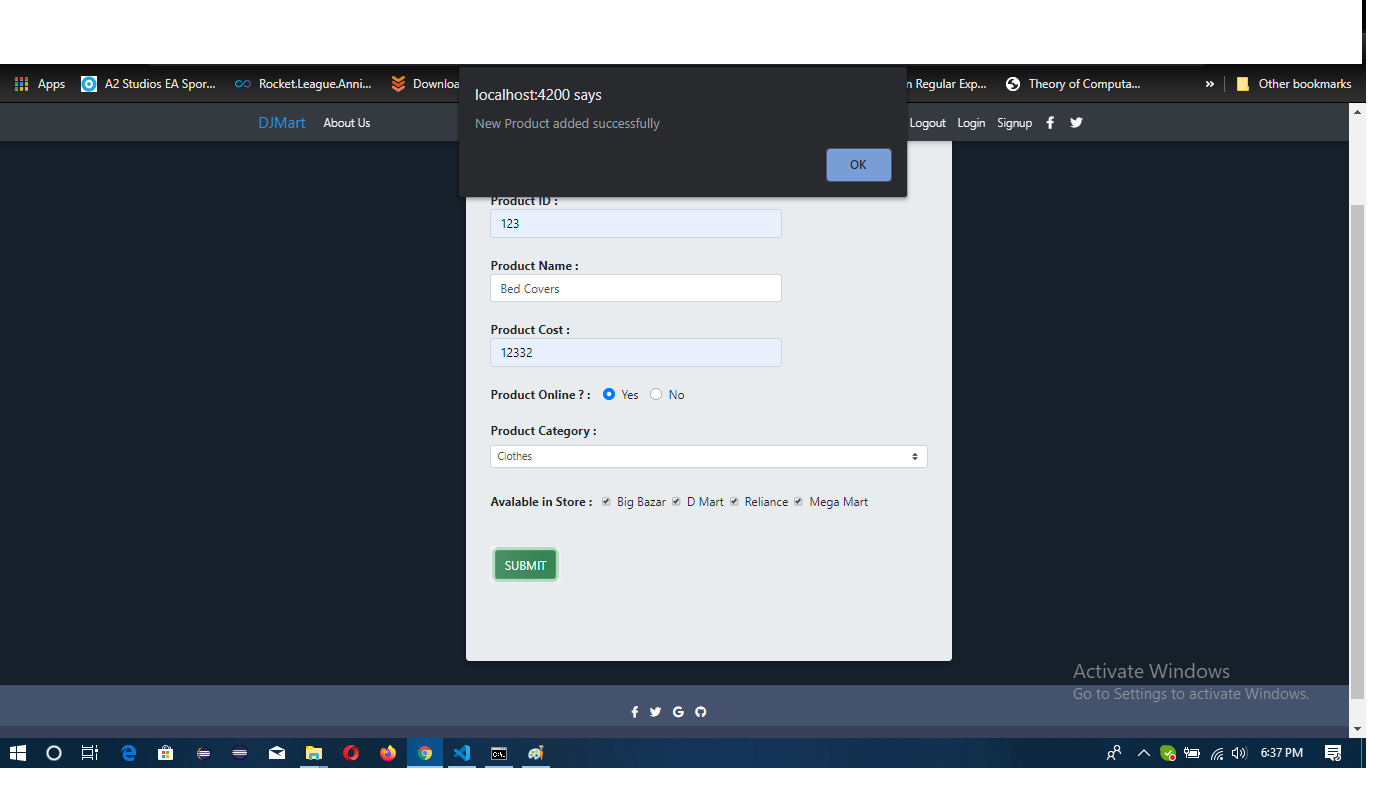 Apps A2 Studios EA Spor... Rocket.League.Anni... Downloa n Regular Exp... Theory of Computa... » Other bookmarks
localhost:4200 says
New Product added successfully
OK
DJMart About Us Logout Login Signup
Product ID :
123
Product Name :
Bed Covers
Product Cost :
12332
Product Online ? : Yes No
Product Category :
Clothes
Avalable in Store : Big Bazar D Mart Reliance Mega Mart
SUBMIT
Activate Windows
Go to Settings to activate Windows.
6:37 PM